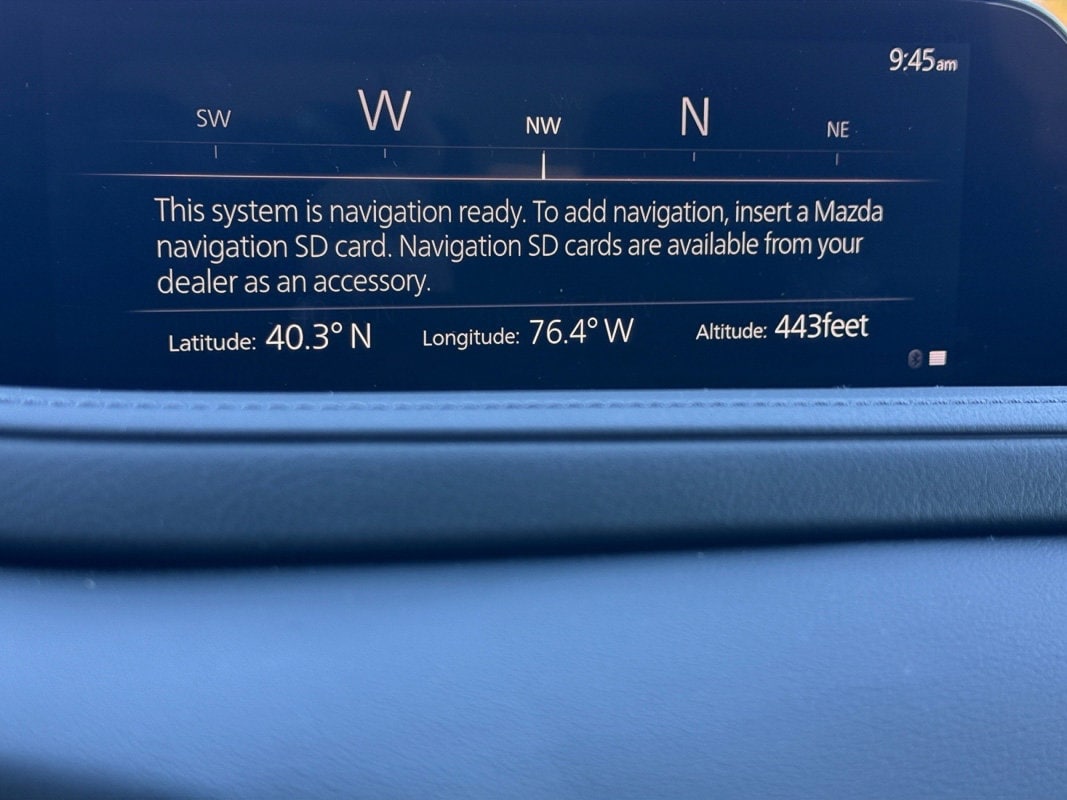 9:45am
SW W NW N NE
This system is navigation ready. To add navigation, insert a Mazda
navigation SD card. Navigation SD cards are available from your
dealer as an accessory.
Latitude: 40.3° N Longitude: 76.4° W Altitude: 443feet